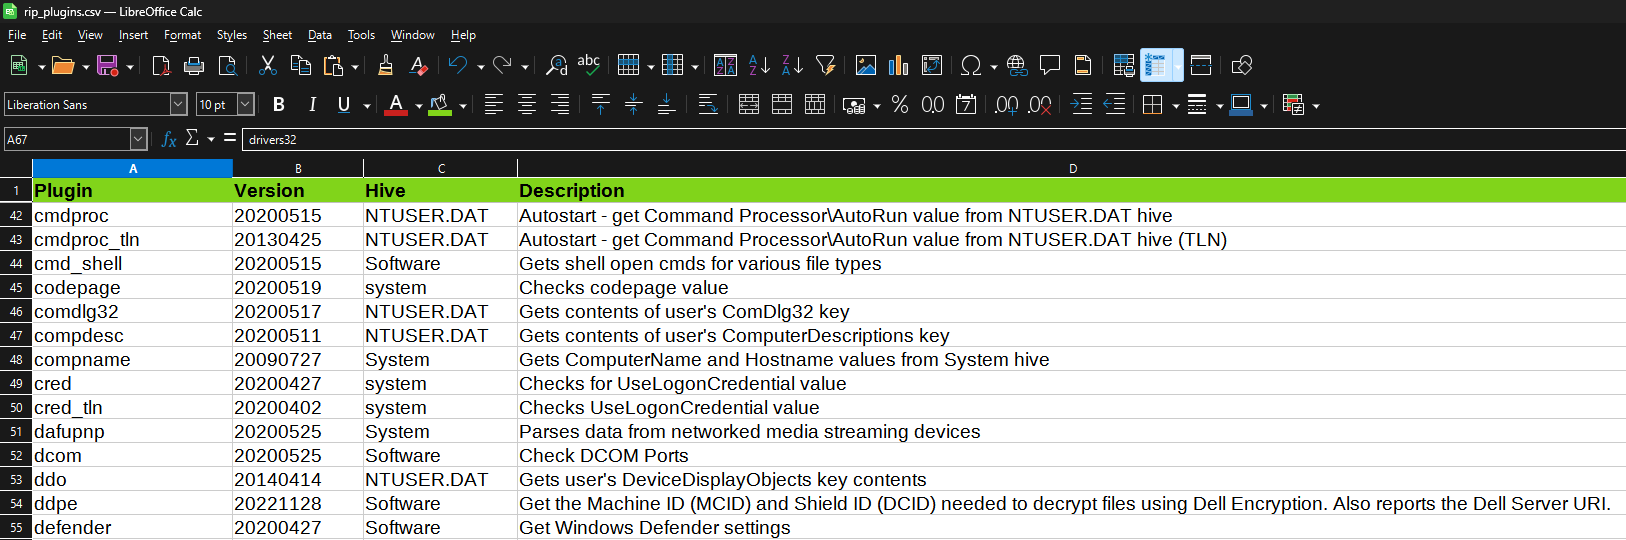 rip_plugins.csv — LibreOffice Calc
File Edit View Insert Format Styles Sheet Data Tools Window Help
Liberation Sans 10 pt B I U A % 0.0 7 .00 .00
A67 fx Σ = drivers32
A B C D
1 Plugin Version Hive Description
42 cmdproc 20200515 NTUSER.DAT Autostart - get Command Processor\AutoRun value from NTUSER.DAT hive
43 cmdproc_tln 20130425 NTUSER.DAT Autostart - get Command Processor\AutoRun value from NTUSER.DAT hive (TLN)
44 cmd_shell 20200515 Software Gets shell open cmds for various file types
45 codepage 20200519 system Checks codepage value
46 comdlg32 20200517 NTUSER.DAT Gets contents of user's ComDlg32 key
47 compdesc 20200511 NTUSER.DAT Gets contents of user's ComputerDescriptions key
48 compname 20090727 System Gets ComputerName and Hostname values from System hive
49 cred 20200427 system Checks for UseLogonCredential value
50 cred_tln 20200402 system Checks UseLogonCredential value
51 dafupnp 20200525 System Parses data from networked media streaming devices
52 dcom 20200525 Software Check DCOM Ports
53 ddo 20140414 NTUSER.DAT Gets user's DeviceDisplayObjects key contents
54 ddpe 20221128 Software Get the Machine ID (MCID) and Shield ID (DCID) needed to decrypt files using Dell Encryption. Also reports the Dell Server URI.
55 defender 20200427 Software Get Windows Defender settings